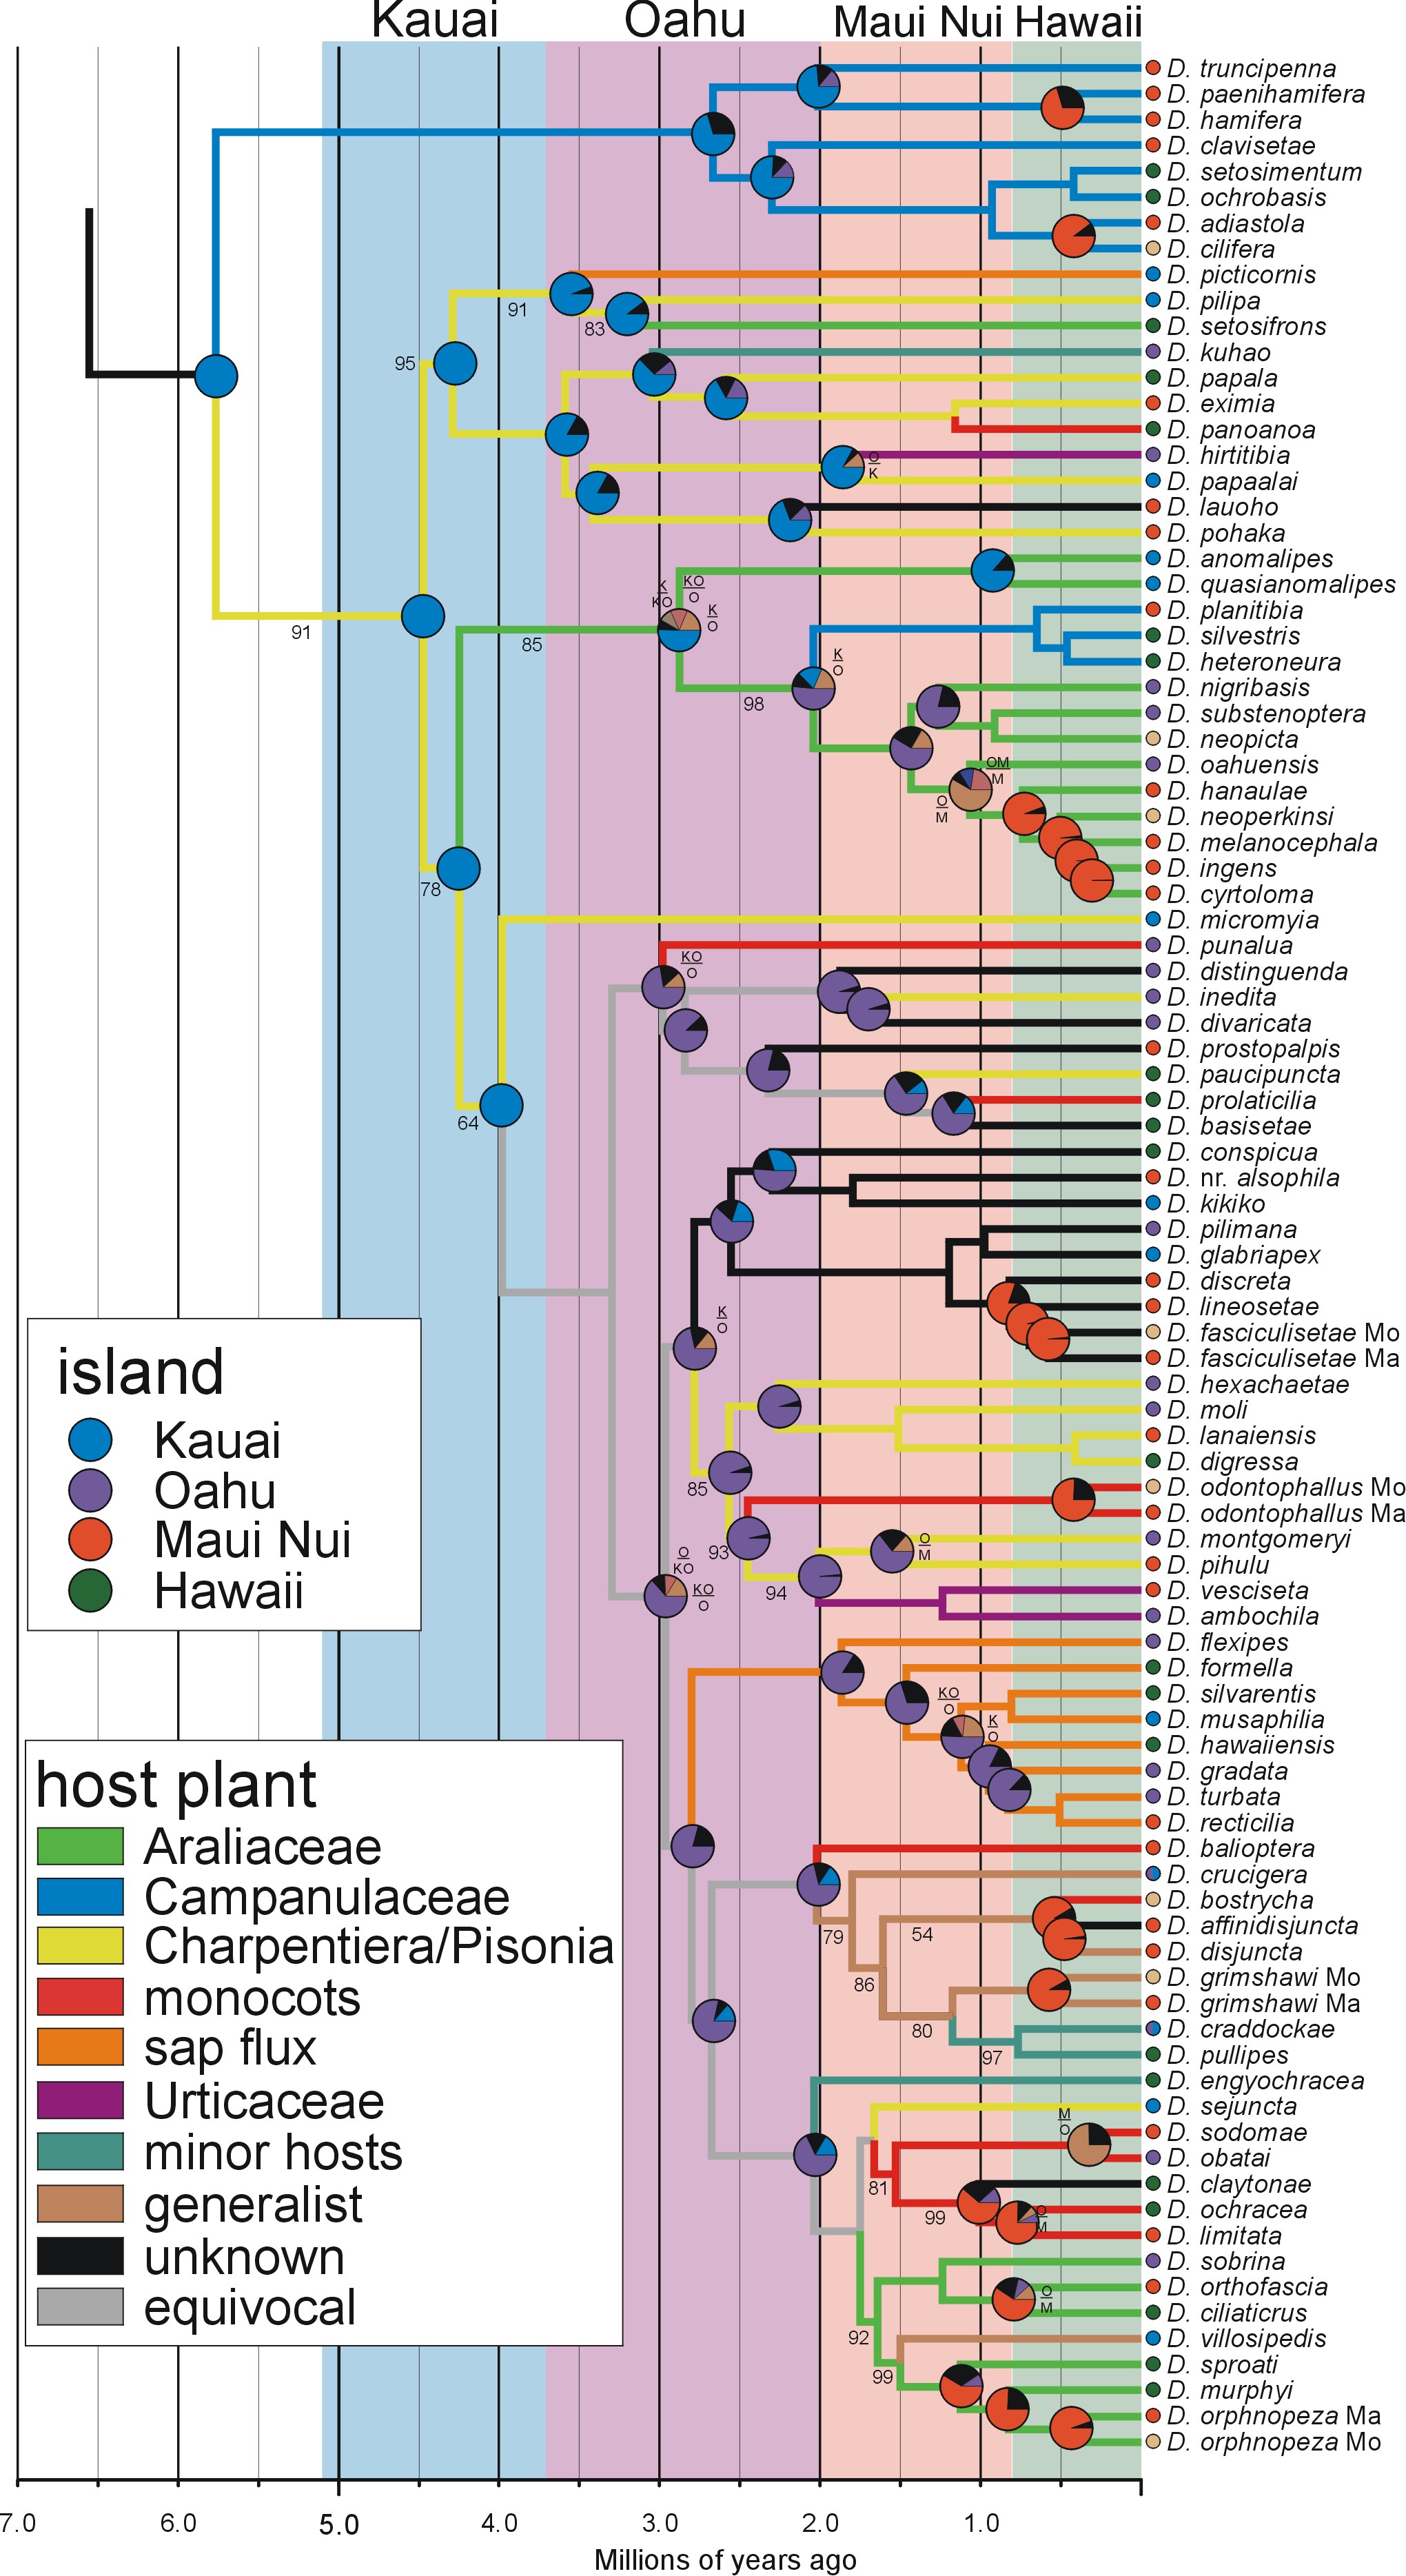 Kauai Oahu Maui Nui Hawaii
D. truncipenna
D. paenihamifera
D. hamifera
D. clavisetae
D. setosimentum
D. ochrobasis
D. adiastola
D. cilifera
D. picticornis
91
D. pilipa
83
D. setosifrons
D. kuhao
95
D. papala
D. eximia
D. panoanoa
D. hirtitibia
O
K
D. papaalai
D. lauoho
D. pohaka
D. anomalipes
D. quasianomalipes
K
KO
KO
O
K
O
D. planitibia
91
85
D. silvestris
D. heteroneura
K
O
D. nigribasis
98
D. substenoptera
D. neopicta
D. oahuensis
OM
M
D. hanaulae
O
M
D. neoperkinsi
D. melanocephala
D. ingens
78
D. cyrtoloma
D. micromyia
D. punalua
KO
O
D. distinguenda
D. inedita
D. divaricata
D. prostopalpis
D. paucipuncta
D. prolaticilia
64
D. basisetae
D. conspicua
D. nr. alsophila
D. kikiko
D. pilimana
D. glabriapex
D. discreta
D. lineosetae
K
O
D. fasciculisetae Mo
D. fasciculisetae Ma
island
Kauai
Oahu
Maui Nui
Hawaii
D. hexachaetae
D. moli
D. lanaiensis
D. digressa
85
D. odontophallus Mo
D. odontophallus Ma
D. montgomeryi
93
O
M
O
KO
D. pihulu
KO
O
94
D. vesciseta
D. ambochila
D. flexipes
D. formella
D. silvarentis
KO
O
D. musaphilia
K
O
D. hawaiiensis
D. gradata
D. turbata
D. recticilia
host plant
Araliaceae
Campanulaceae
Charpentiera/Pisonia
monocots
sap flux
Urticaceae
minor hosts
generalist
unknown
equivocal
D. balioptera
D. crucigera
D. bostrycha
D. affinidisjuncta
79
54
D. disjuncta
D. grimshawi Mo
86
D. grimshawi Ma
D. craddockae
80
D. pullipes
97
D. engyochracea
D. sejuncta
M
O
D. sodomae
D. obatai
D. claytonae
81
D. ochracea
99
O
M
D. limitata
D. sobrina
D. orthofascia
O
M
D. ciliaticrus
D. villosipedis
92
D. sproati
99
D. murphyi
D. orphnopeza Ma
D. orphnopeza Mo
7.0 6.0 5.0 4.0 3.0 2.0 1.0
Millions of years ago